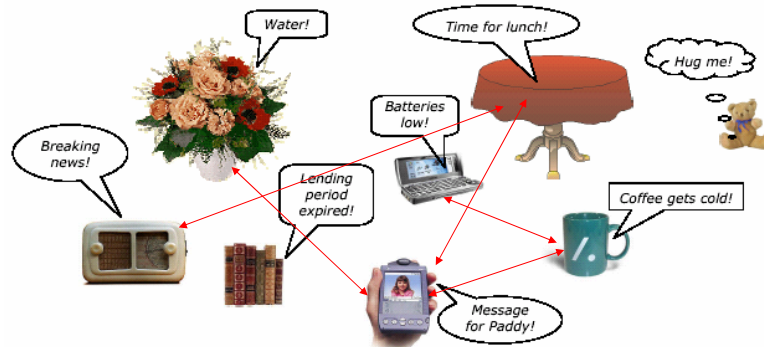 Water!
Time for lunch!
Hug me!
Batteries
low!
Breaking
news!
Lending
period
expired!
Coffee gets cold!
Message
for Paddy!